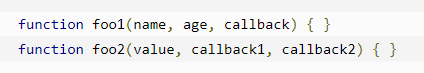 function foo1(name, age, callback) { }
function foo2(value, callback1, callback2) { }